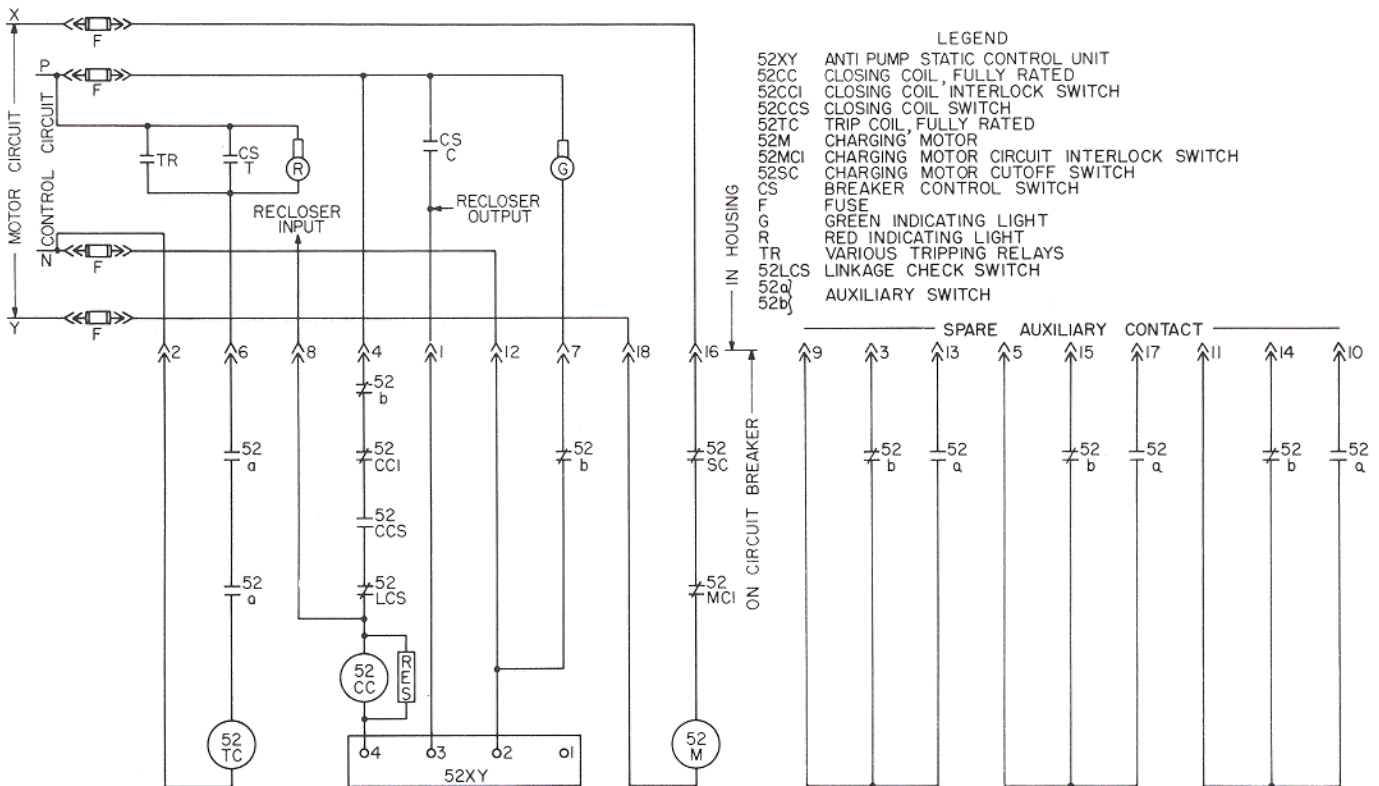 X
F
LEGEND
52XY ANTI PUMP STATIC CONTROL UNIT
52CC CLOSING COIL, FULLY RATED
52CCI CLOSING COIL INTERLOCK SWITCH
52CCS CLOSING COIL SWITCH
52TC TRIP COIL, FULLY RATED
52M CHARGING MOTOR
52MCI CHARGING MOTOR CIRCUIT INTERLOCK SWITCH
52SC CHARGING MOTOR CUTOFF SWITCH
CS BREAKER CONTROL SWITCH
F FUSE
G GREEN INDICATING LIGHT
R RED INDICATING LIGHT
TR VARIOUS TRIPPING RELAYS
52LCS LINKAGE CHECK SWITCH
52a}
52b} AUXILIARY SWITCH
P
F
MOTOR CIRCUIT
CONTROL CIRCUIT
TR
CS
T
R
CS
C
G
RECLOSER
INPUT
RECLOSER
OUTPUT
N
F
Y
F
IN HOUSING
ON CIRCUIT BREAKER
SPARE AUXILIARY CONTACT
2 6 8 4 1 12 7 18 16 9 3 13 5 15 17 11 14 10
52
b
52
a
52
CCI
52
b
52
SC
52
b
52
a
52
b
52
a
52
b
52
a
52
CCS
52
a
52
LCS
52
MCI
52
CC
RES
52
TC
4 3 2 1
52XY
52
M